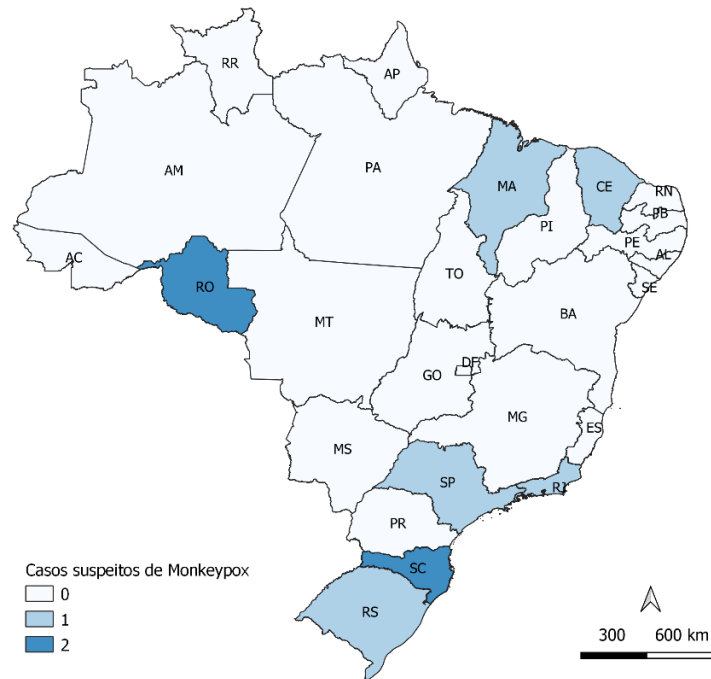 RR
AP
AM
PA
MA
CE
RN
PB
PI
PE
AL
AC
TO
SE
RO
BA
MT
DF
GO
MG
ES
MS
SP
RJ
PR
SC
RS
Casos suspeitos de Monkeypox
0
1
2
300 600 km